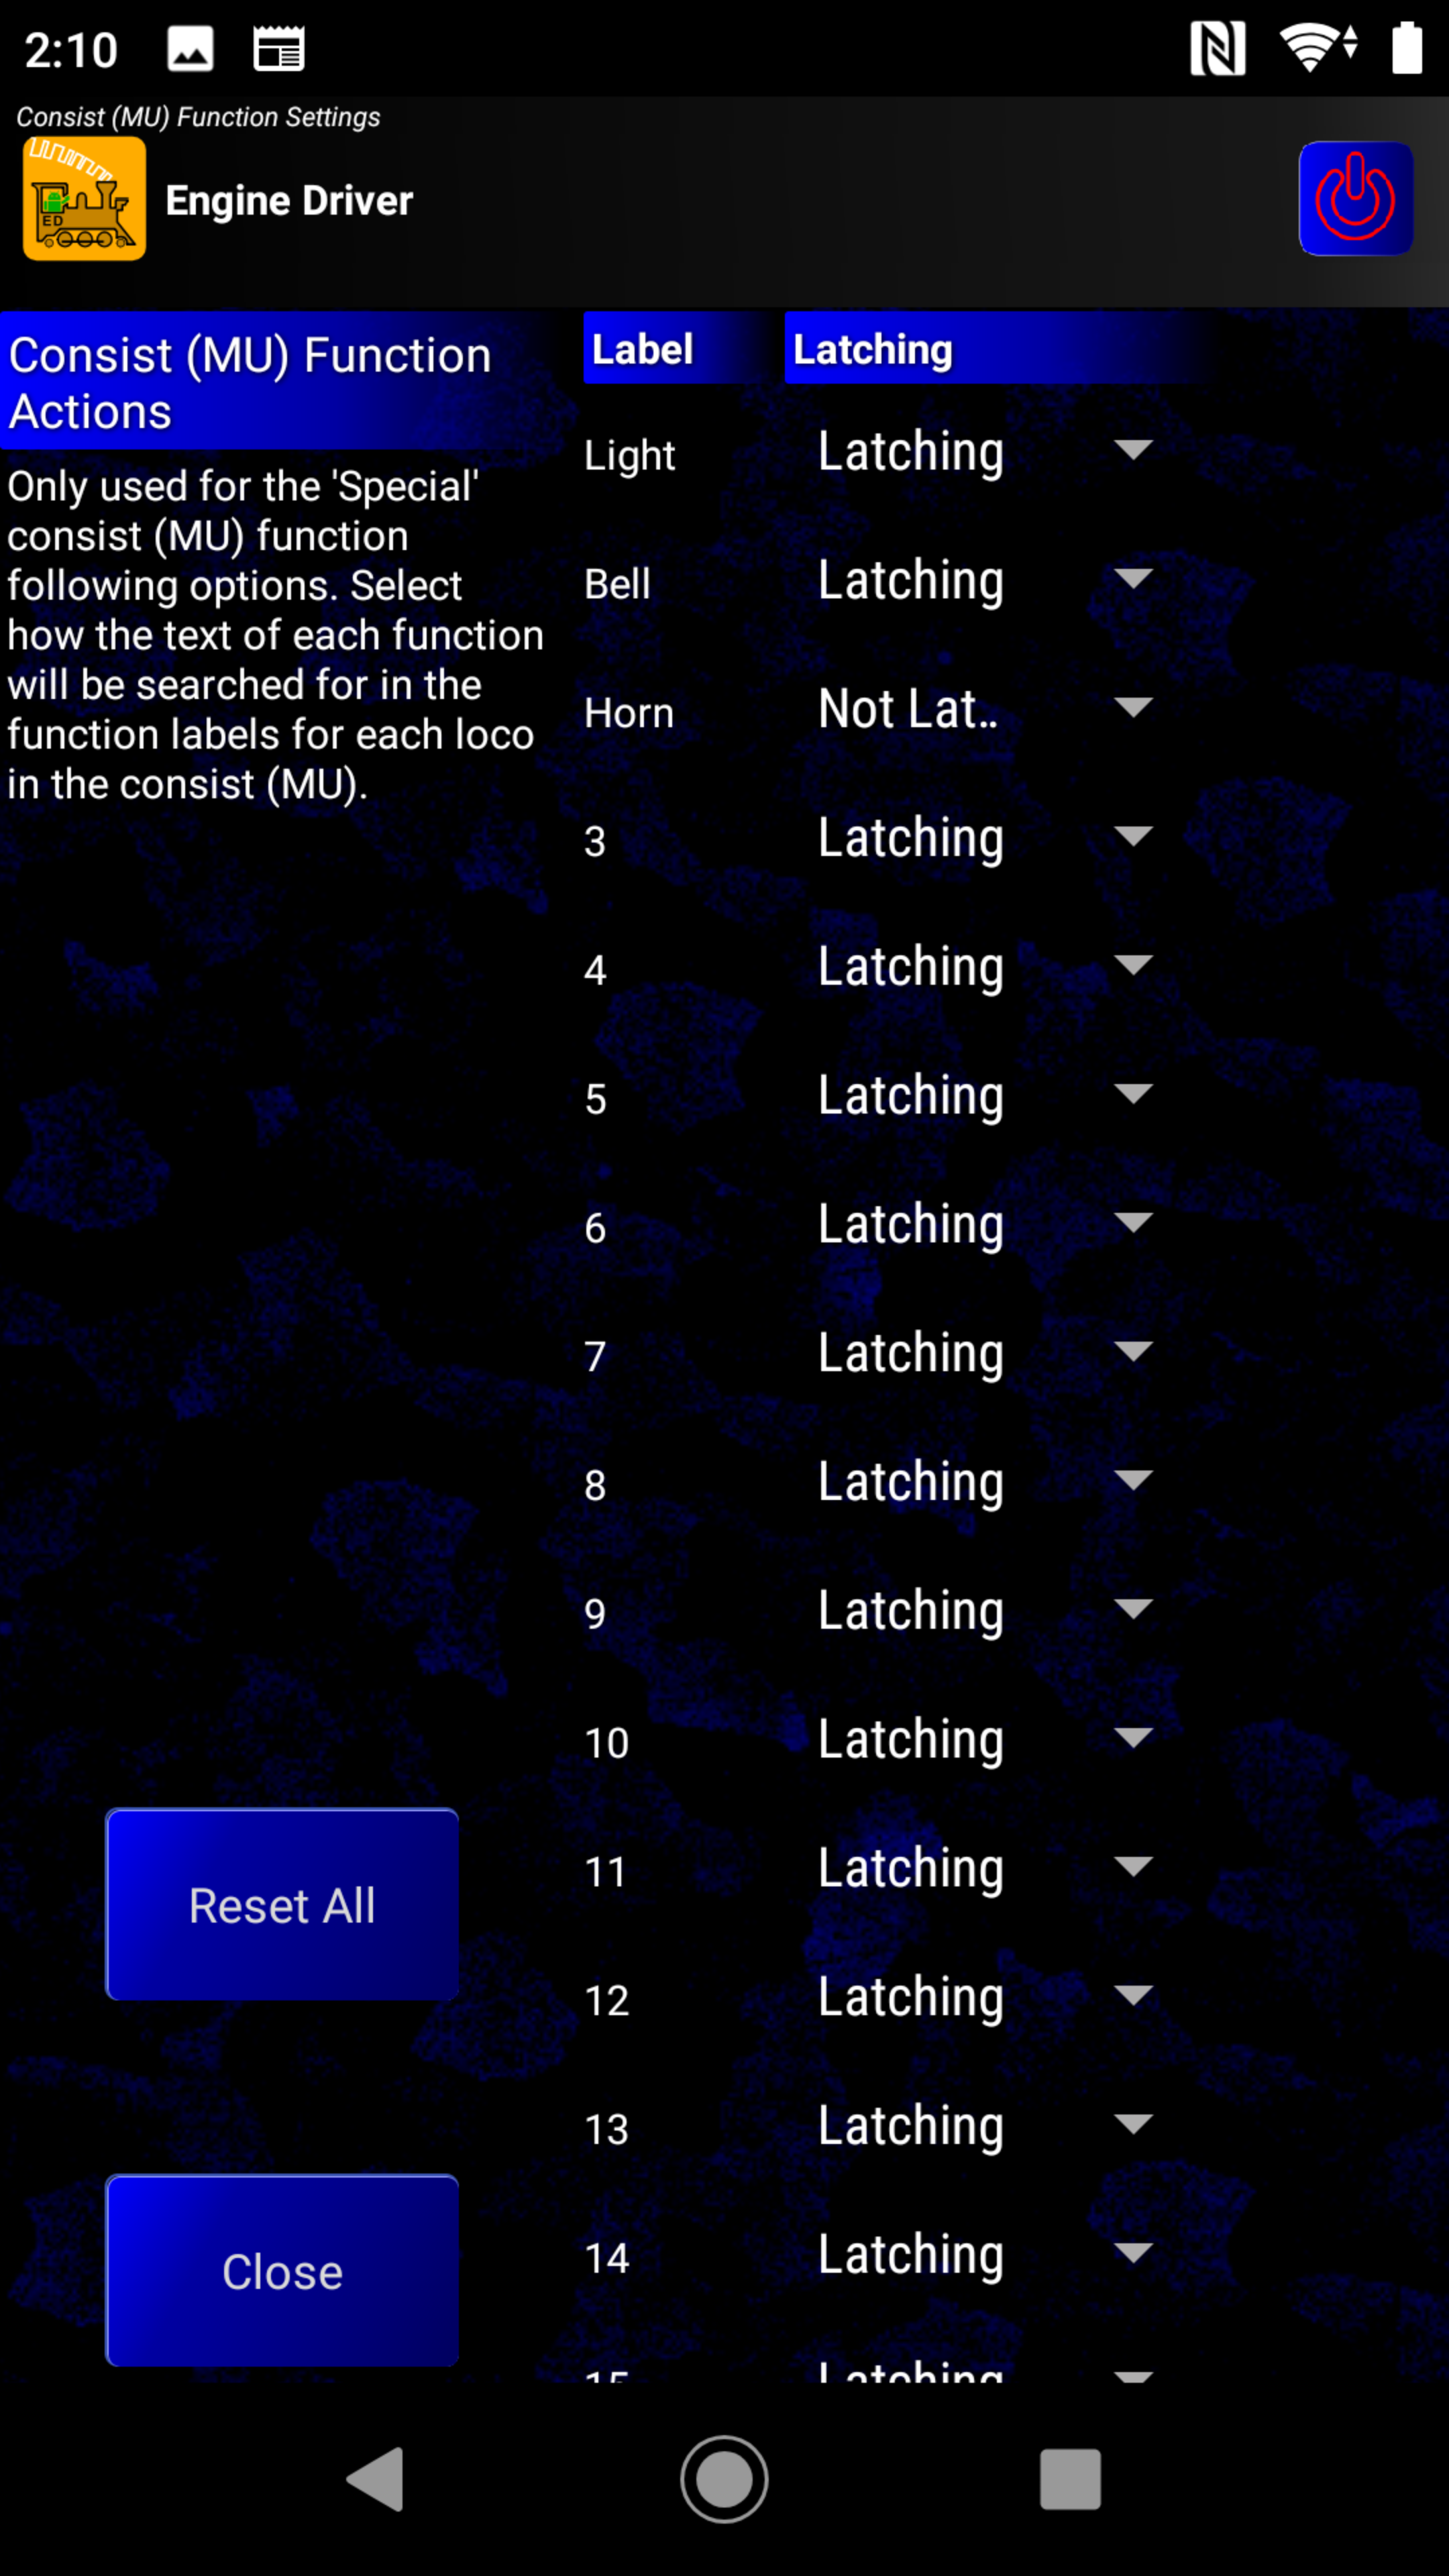 2:10
Consist (MU) Function Settings
ED
Engine Driver
Consist (MU) Function
Actions
Only used for the 'Special'
consist (MU) function
following options. Select
how the text of each function
will be searched for in the
function labels for each loco
in the consist (MU).
Label Latching
Light Latching
Bell Latching
Horn Not Lat..
3 Latching
4 Latching
5 Latching
6 Latching
7 Latching
8 Latching
9 Latching
10 Latching
11 Latching
12 Latching
13 Latching
14 Latching
15 Latching
Reset All
Close